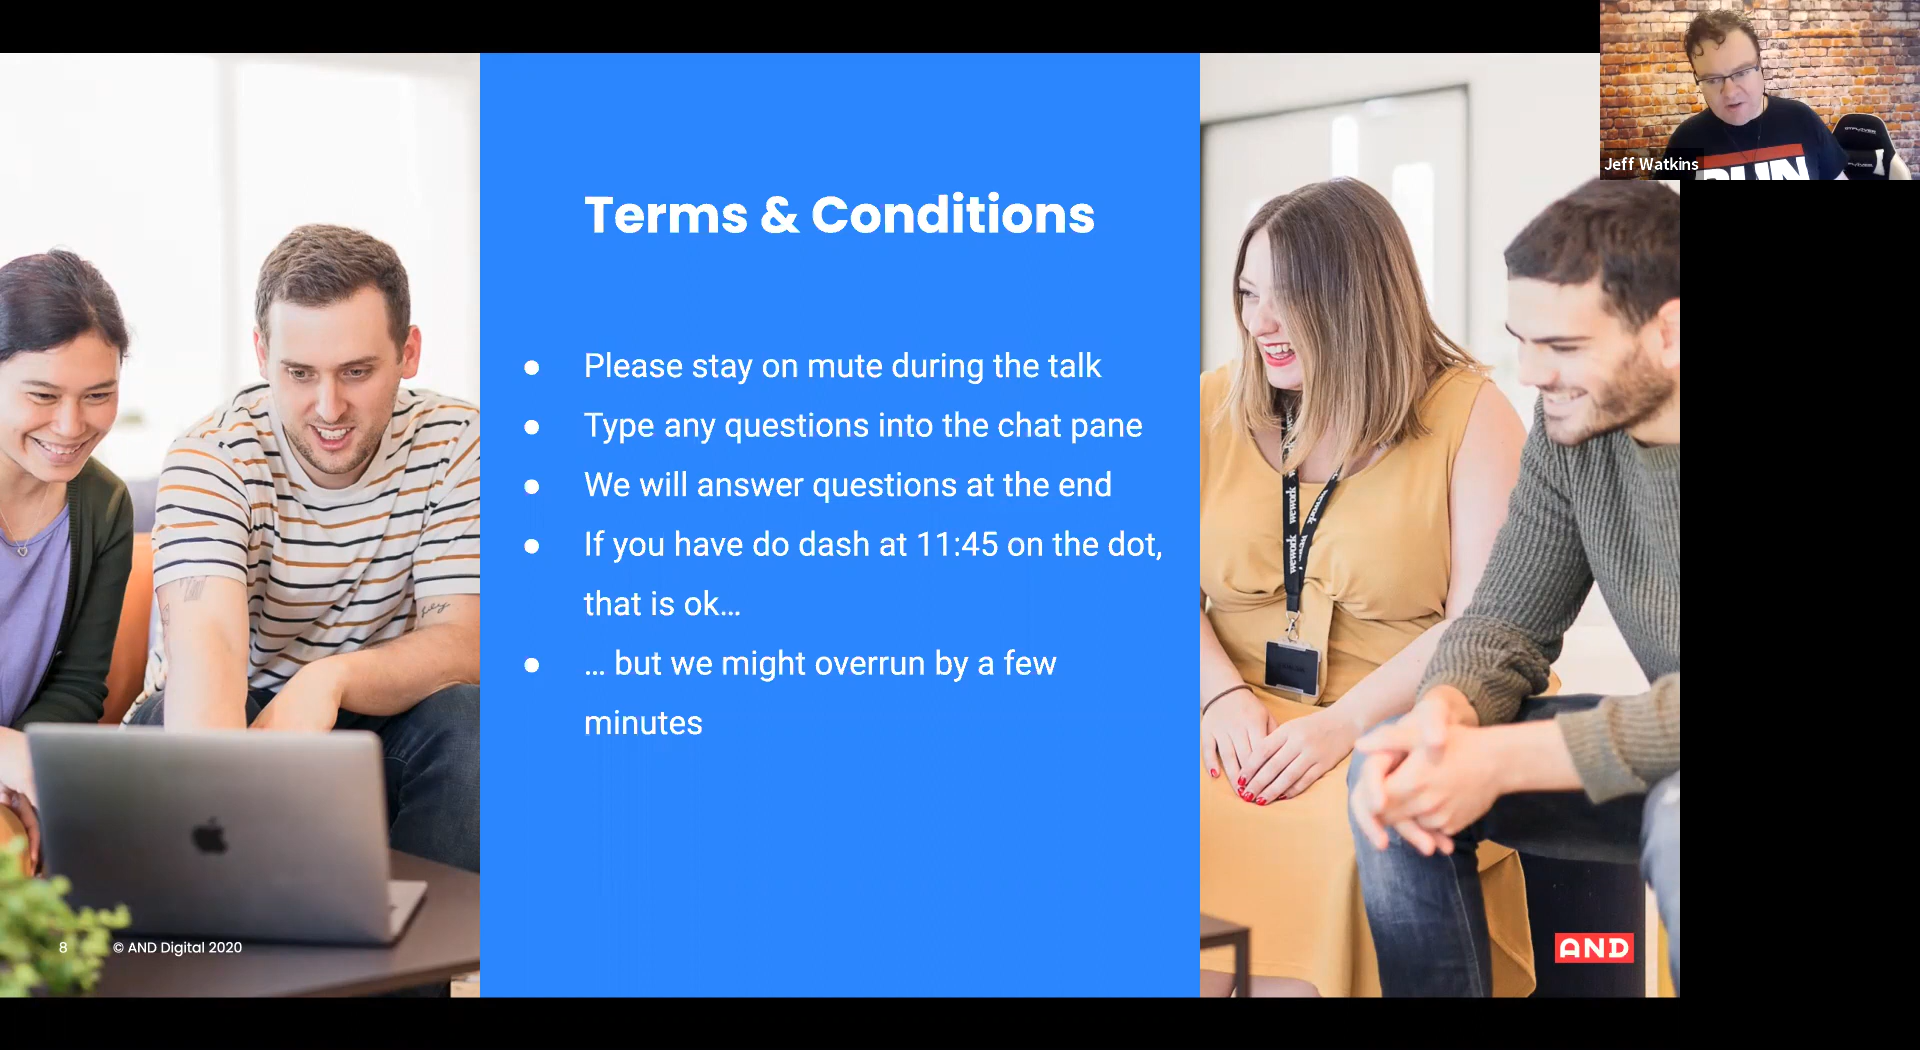 Jeff Watkins
Terms & Conditions
● Please stay on mute during the talk
● Type any questions into the chat pane
● We will answer questions at the end
● If you have do dash at 11:45 on the dot,
that is ok...
● ... but we might overrun by a few
minutes
wework
wework
8 © AND Digital 2020
AND